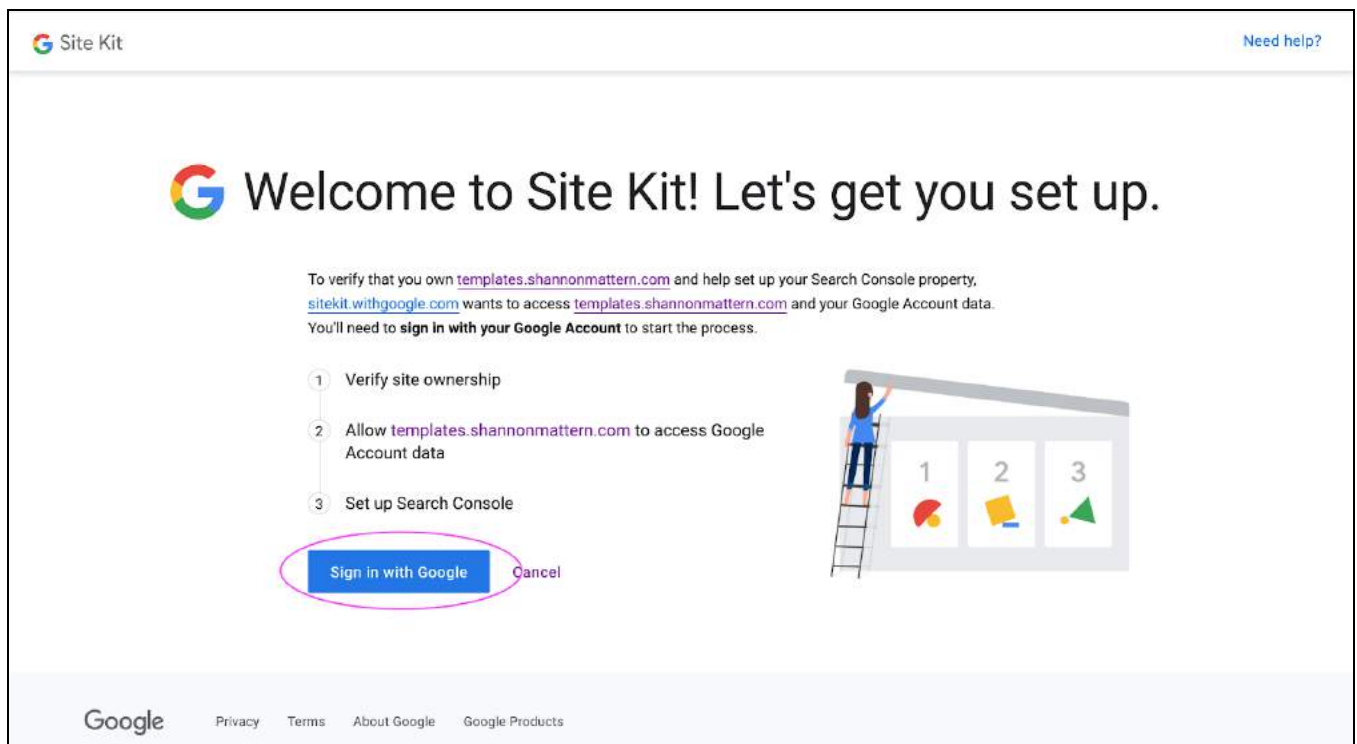 Site Kit
Need help?
Welcome to Site Kit! Let's get you set up.
To verify that you own templates.shannonmattern.com and help set up your Search Console property,
sitekit.withgoogle.com wants to access templates.shannonmattern.com and your Google Account data.
You'll need to sign in with your Google Account to start the process.
1 Verify site ownership
2 Allow templates.shannonmattern.com to access Google
Account data
3 Set up Search Console
1 2 3
Sign in with Google Cancel
Google Privacy Terms About Google Google Products